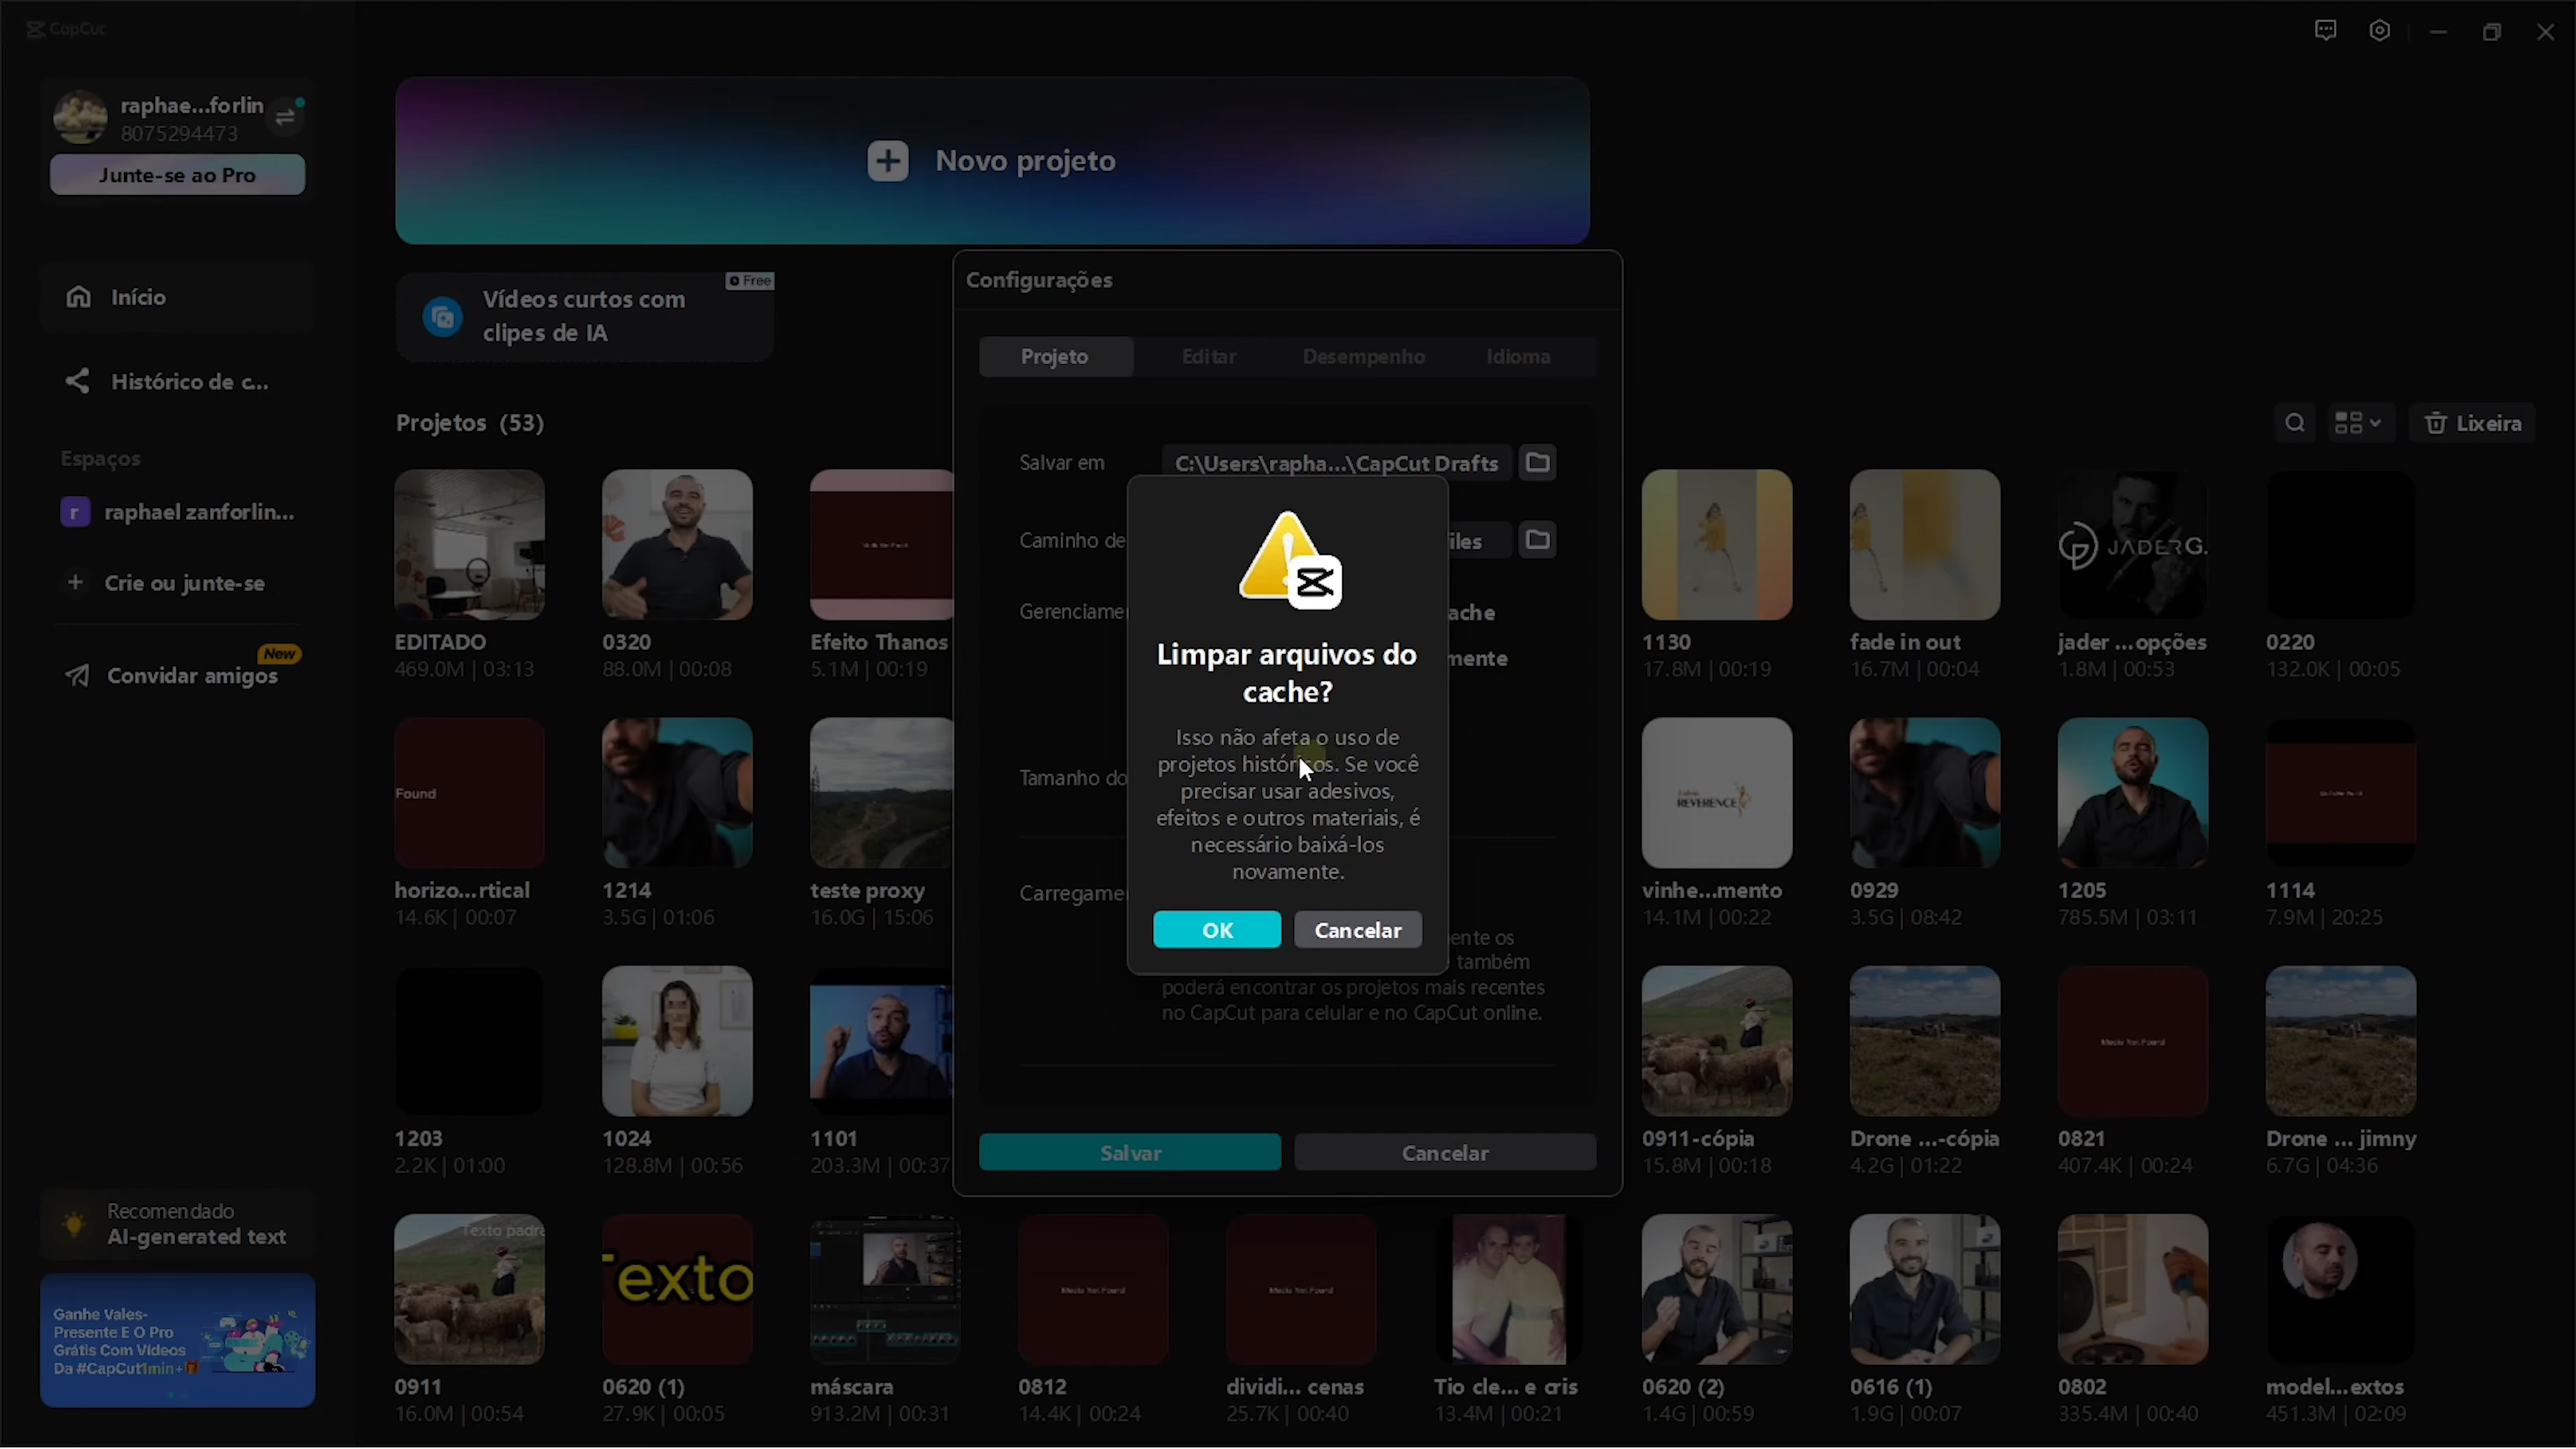 CapCut
raphae...forlin
8075294473
Junte-se ao Pro
Início
Histórico de c...
Espaços
r
raphael zanforlin...
Crie ou junte-se
New
Convidar amigos
Recomendado
AI-generated text
Ganhe Vales-
Presente E O Pro
Grátis Com Vídeos
Da #CapCut1min+
Novo projeto
Free
Vídeos curtos com
clipes de IA
Projetos (53)
Lixeira
EDITADO
469.0M | 03:13
0320
88.0M | 00:08
Efeito Thanos
5.1M | 00:19
1130
17.8M | 00:19
fade in out
16.7M | 00:04
JADER G.
jader ...opções
1.8M | 00:53
0220
132.0K | 00:05
Found
horizo...rtical
14.6K | 00:07
1214
3.5G | 01:06
teste proxy
16.0G | 15:06
REVERENCE
vinhe...mento
14.1M | 00:22
0929
3.5G | 08:42
1205
785.5M | 03:11
1114
7.9M | 20:25
1203
2.2K | 01:00
1024
128.8M | 00:56
1101
203.3M | 00:37
0911-cópia
15.8M | 00:18
Drone ...-cópia
4.2G | 01:22
Media Not Found
0821
407.4K | 00:24
Drone ... jimny
6.7G | 04:36
Texto padrã
0911
16.0M | 00:54
Texto
0620 (1)
27.9K | 00:05
máscara
913.2M | 00:31
Media Not Found
0812
14.4K | 00:24
Media Not Found
dividi... cenas
25.7K | 00:40
Tio cle... e cris
13.4M | 00:21
0620 (2)
1.4G | 00:59
0616 (1)
1.9G | 00:07
0802
335.4M | 00:40
model...extos
451.3M | 02:09
Configurações
Projeto
Editar
Desempenho
Idioma
Salvar em
C:\Users\rapha...\CapCut Drafts
Caminho de
iles
Gerenciame
ache
mente
Tamanho do
Carregame
ente os
também
poderá encontrar os projetos mais recentes
no CapCut para celular e no CapCut online.
Salvar
Cancelar
Limpar arquivos do
cache?
Isso não afeta o uso de
projetos históricos. Se você
precisar usar adesivos,
efeitos e outros materiais, é
necessário baixá-los
novamente.
OK
Cancelar